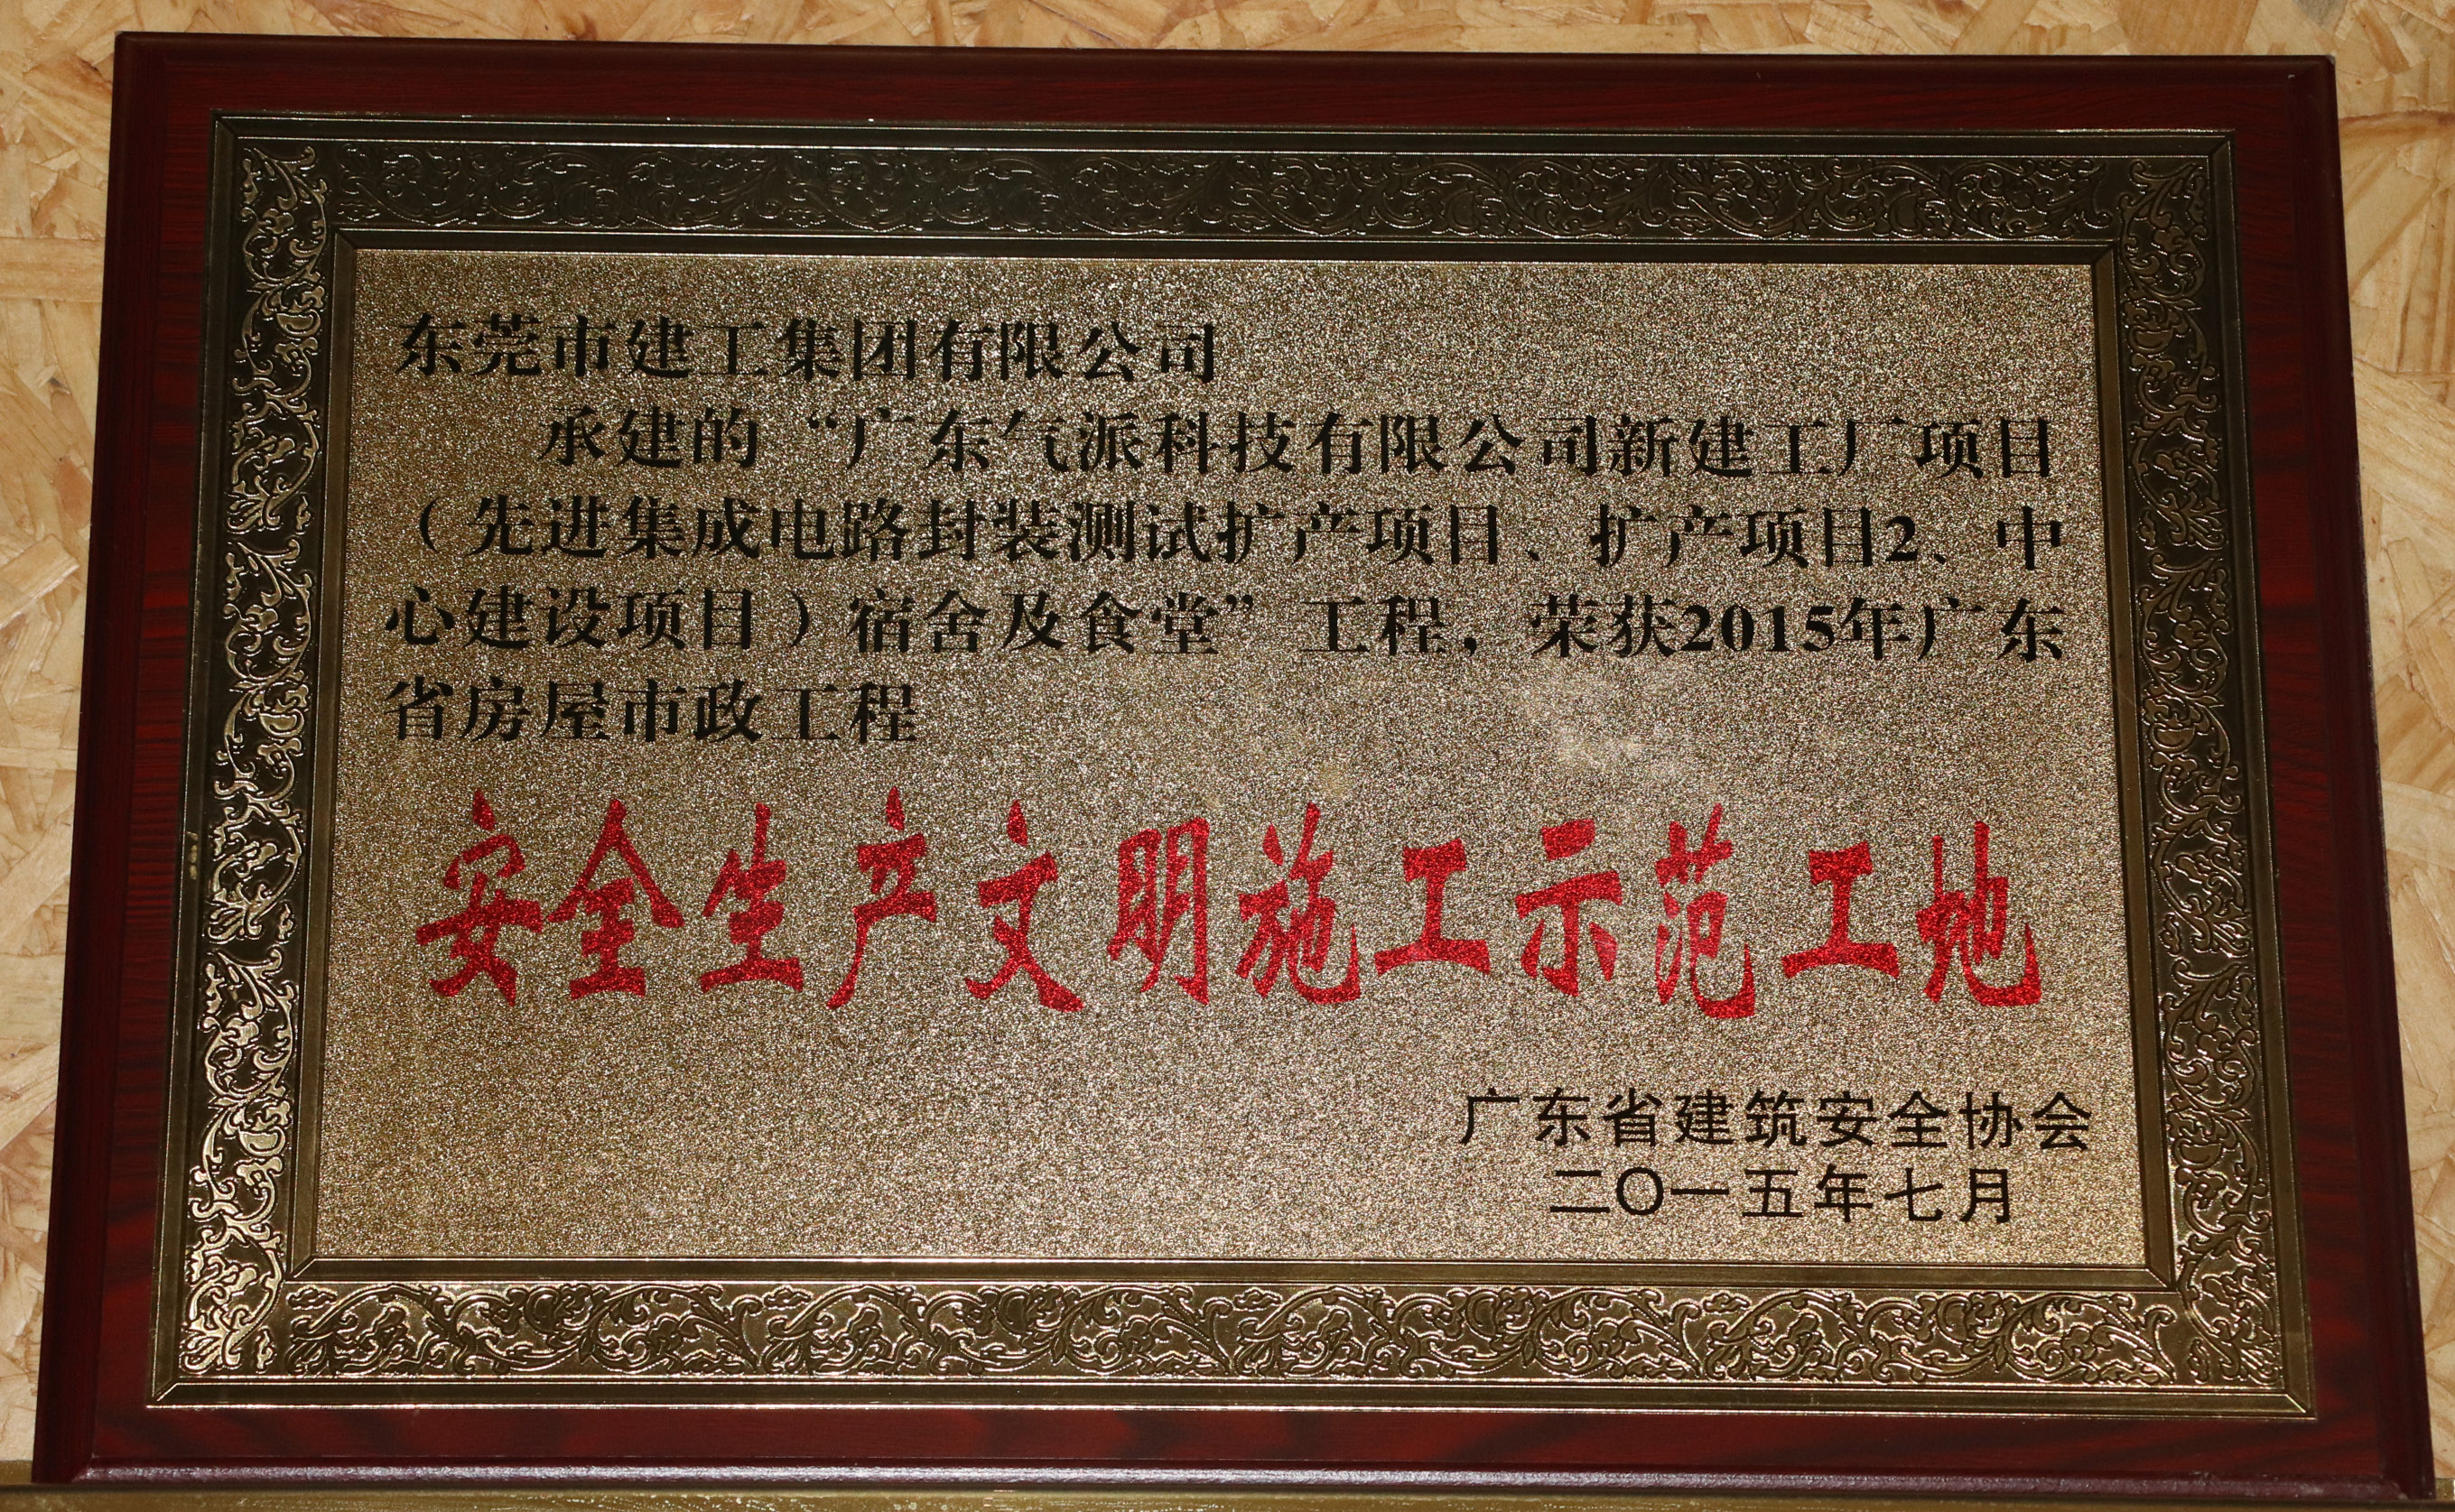 东莞市建工集团有限公司
承建的“广东气派科技有限公司新建工厂项目
（先进集成电路封装测试扩产项目、扩产项目2、中
心建设项目）宿舍及食堂”工程，荣获2015年广东
省房屋市政工程
安全生产文明施工示范工地
广东省建筑安全协会
二〇一五年七月